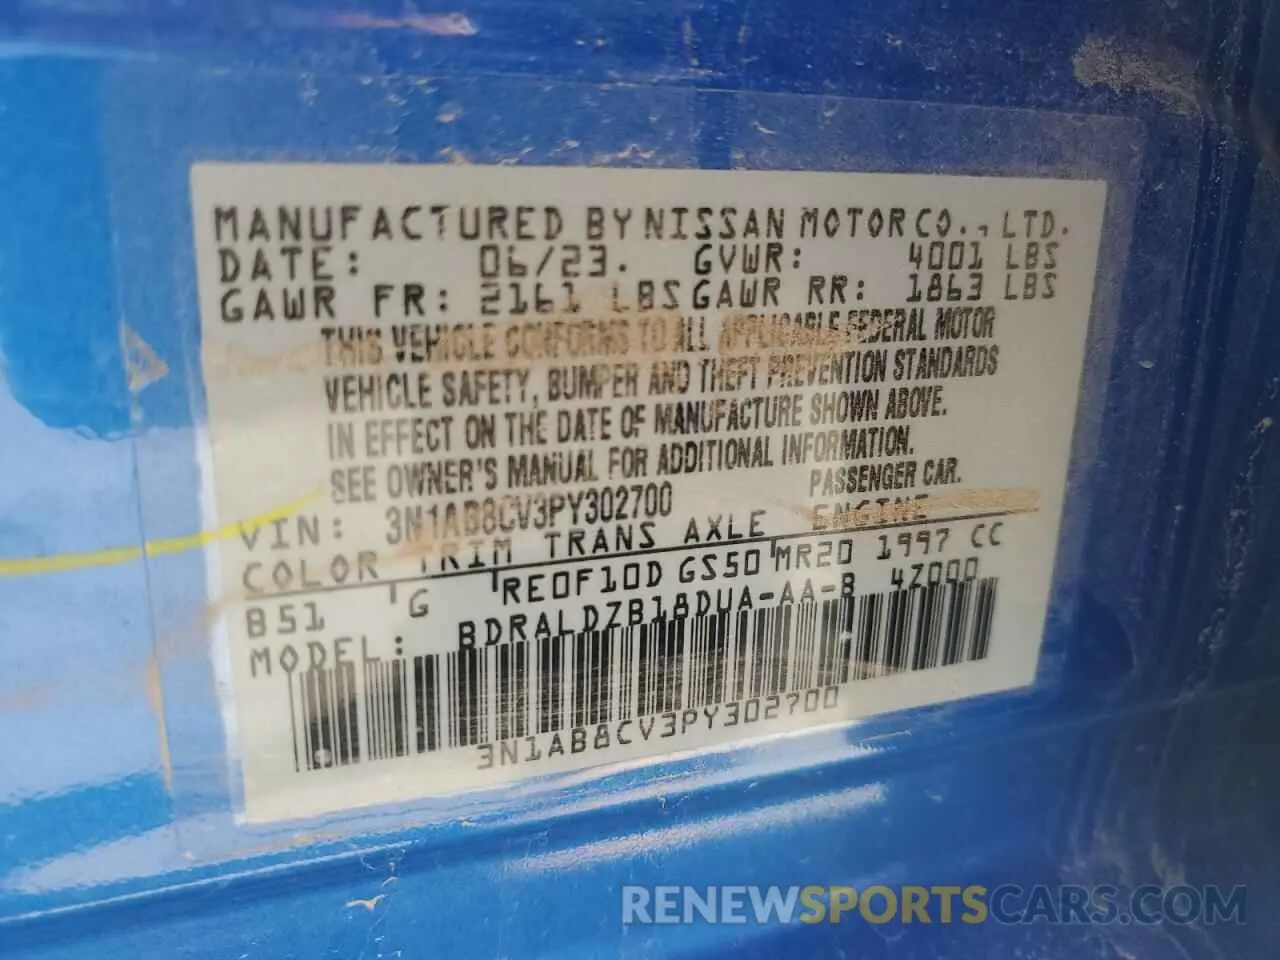 MANUFACTURED BY NISSAN MOTOR CO., LTD.
DATE: 06/23. GVWR: 4001 LBS
GAWR FR: 2161 LBS GAWR RR: 1863 LBS
THIS VEHICLE CONFORMS TO ALL APPLICABLE FEDERAL MOTOR
VEHICLE SAFETY, BUMPER AND THEFT PREVENTION STANDARDS
IN EFFECT ON THE DATE OF MANUFACTURE SHOWN ABOVE.
SEE OWNER'S MANUAL FOR ADDITIONAL INFORMATION.
VIN: 3N1AB8CV3PY302700 PASSENGER CAR.
COLOR TRIM TRANS AXLE ENGINE
B51 G RE0F10D GS50 MR20 1997 CC
MODEL: BDRALDZB18DUA-AA-B 4Z000
3N1AB8CV3PY302700
RENEWSPORTSCARS.COM